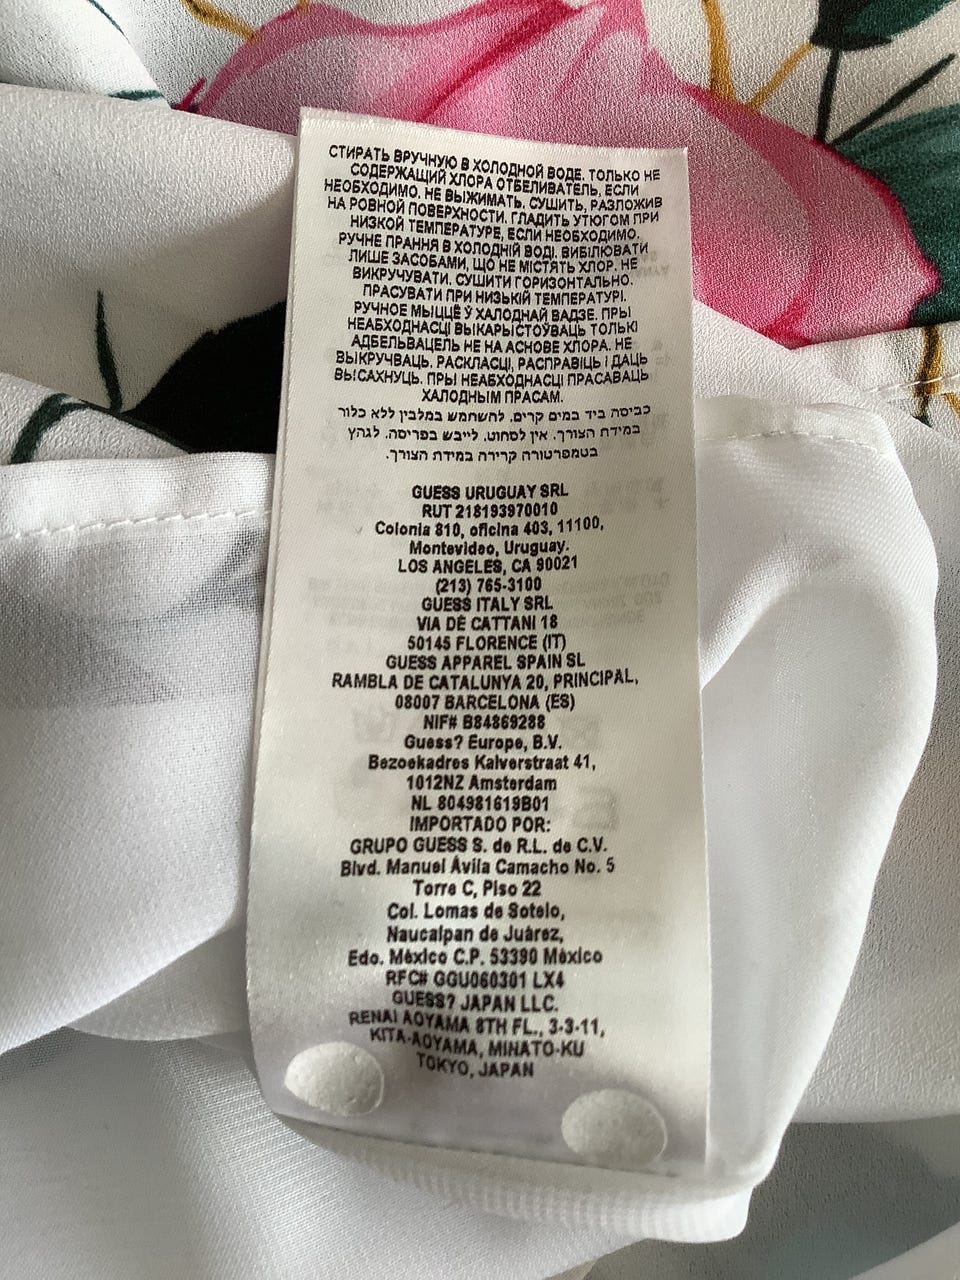 СТИРАТЬ ВРУЧНУЮ В ХОЛОДНОЙ ВОДЕ. ТОЛЬКО НЕ
СОДЕРЖАЩИЙ ХЛОРА ОТБЕЛИВАТЕЛЬ, ЕСЛИ
НЕОБХОДИМО. НЕ ВЫЖИМАТЬ. СУШИТЬ, РАЗЛОЖИВ
НА РОВНОЙ ПОВЕРХНОСТИ. ГЛАДИТЬ УТЮГОМ ПРИ
НИЗКОЙ ТЕМПЕРАТУРЕ, ЕСЛИ НЕОБХОДИМО.
РУЧНЕ ПРАННЯ В ХОЛОДНІЙ ВОДІ. ВИБІЛЮВАТИ
ЛИШЕ ЗАСОБАМИ, ЩО НЕ МІСТЯТЬ ХЛОР. НЕ
ВИКРУЧУВАТИ. СУШИТИ ГОРИЗОНТАЛЬНО.
ПРАСУВАТИ ПРИ НИЗЬКІЙ ТЕМПЕРАТУРІ.
РУЧНОЕ МЫЦЦЁ Ў ХАЛОДНАЙ ВАДЗЕ. ПРЫ
НЕАБХОДНАСЦІ ВЫКАРЫСТОЎВАЦЬ ТОЛЬКІ
АДБЕЛЬВАЦЕЛЬ НЕ НА АСНОВЕ ХЛОРА. НЕ
ВЫКРУЧВАЦЬ. РАСКЛАСЦІ, РАСПРАВІЦЬ І ДАЦЬ
ВЫСАХНУЦЬ. ПРЫ НЕАБХОДНАСЦІ ПРАСАВАЦЬ
ХАЛОДНЫМ ПРАСАМ.
כביסה ביד במים קרים. להשתמש במלבין ללא כלור
במידת הצורך. אין לסחוט. לייבש בפריסה. לגהץ
בטמפרטורה קרירה במידת הצורך.
GUESS URUGUAY SRL
RUT 218193970010
Colonia 810, oficina 403, 11100,
Montevideo, Uruguay.
LOS ANGELES, CA 90021
(213) 765-3100
GUESS ITALY SRL
VIA DÈ CATTANI 18
50145 FLORENCE (IT)
GUESS APPAREL SPAIN SL
RAMBLA DE CATALUNYA 20, PRINCIPAL,
08007 BARCELONA (ES)
NIF# B84869288
Guess? Europe, B.V.
Bezoekadres Kalverstraat 41,
1012NZ Amsterdam
NL 804981619B01
IMPORTADO POR:
GRUPO GUESS S. de R.L. de C.V.
Blvd. Manuel Ávila Camacho No. 5
Torre C, Piso 22
Col. Lomas de Sotelo,
Naucalpan de Juárez,
Edo. México C.P. 53390 México
RFC# GGU060301 LX4
GUESS? JAPAN LLC.
RENAI AOYAMA 8TH FL., 3-3-11,
KITA-AOYAMA, MINATO-KU
TOKYO, JAPAN